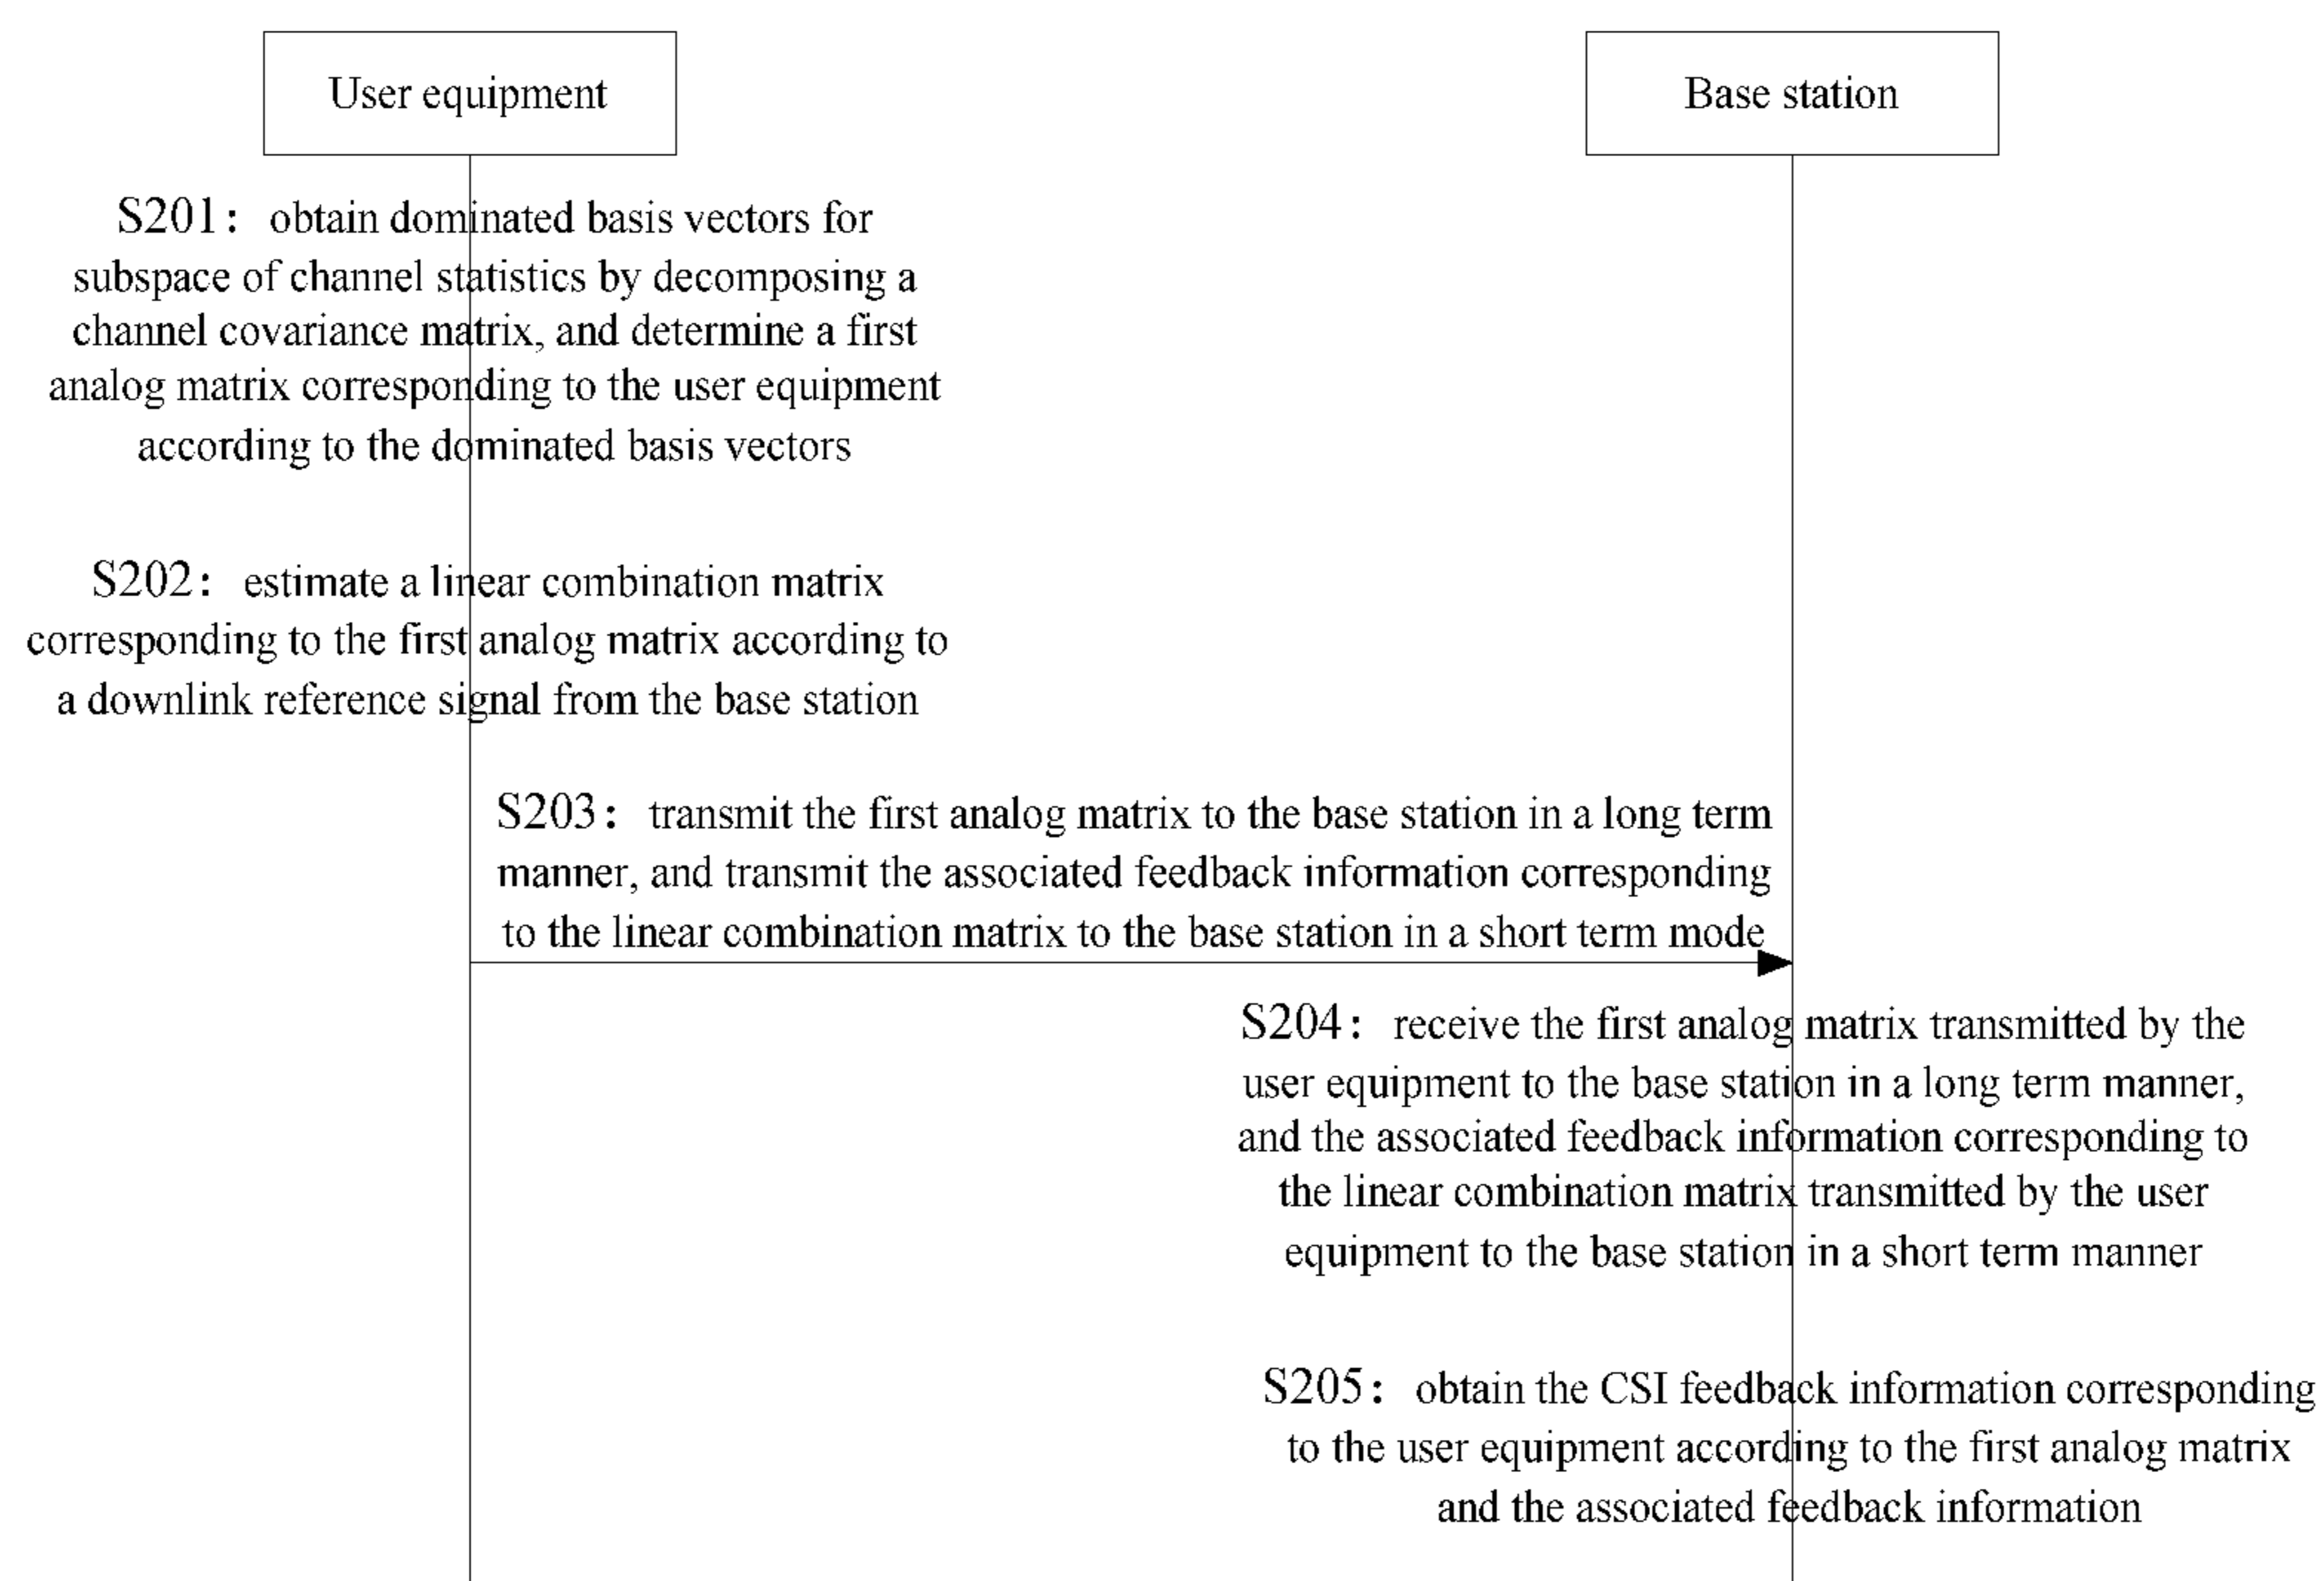 User equipment
Base station
S201: obtain dominated basis vectors for
subspace of channel statistics by decomposing a
channel covariance matrix, and determine a first
analog matrix corresponding to the user equipment
according to the dominated basis vectors
S202: estimate a linear combination matrix
corresponding to the first analog matrix according to
a downlink reference signal from the base station
S203: transmit the first analog matrix to the base station in a long term
manner, and transmit the associated feedback information corresponding
to the linear combination matrix to the base station in a short term mode
S204: receive the first analog matrix transmitted by the
user equipment to the base station in a long term manner,
and the associated feedback information corresponding to
the linear combination matrix transmitted by the user
equipment to the base station in a short term manner
S205: obtain the CSI feedback information corresponding
to the user equipment according to the first analog matrix
and the associated feedback information